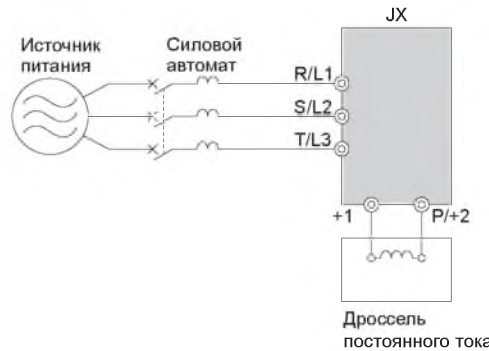 JX
Источник
питания
Силовой
автомат
R/L1
S/L2
T/L3
+1
P/+2
Дроссель
постоянного тока